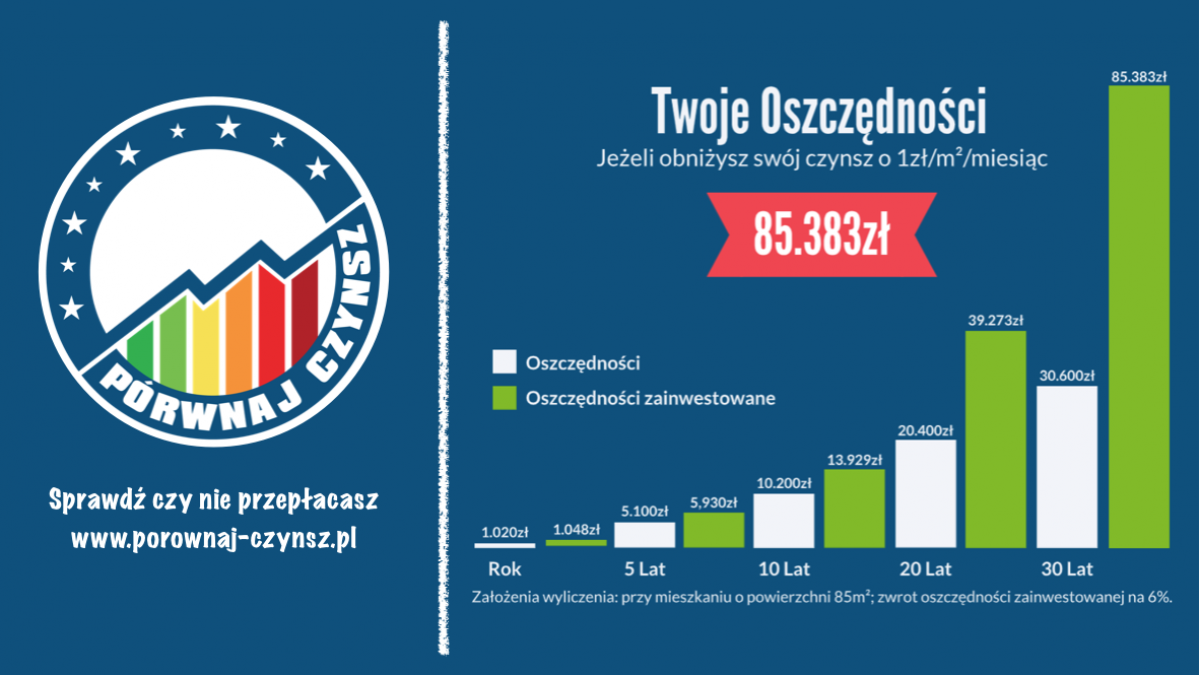 PÓRWNAJ CZYNSZ
Sprawdź czy nie przepłacasz
www.porownaj-czynsz.pl
Twoje Oszczędności
Jeżeli obniżysz swój czynsz o 1zł/m²/miesiąc
85.383zł
Oszczędności
Oszczędności zainwestowane
1.020zł
1.048zł
5.100zł
5,930zł
10.200zł
13.929zł
20.400zł
39.273zł
30.600zł
85.383zł
Rok
5 Lat
10 Lat
20 Lat
30 Lat
Założenia wyliczenia: przy mieszkaniu o powierzchni 85m²; zwrot oszczędności zainwestowanej na 6%.